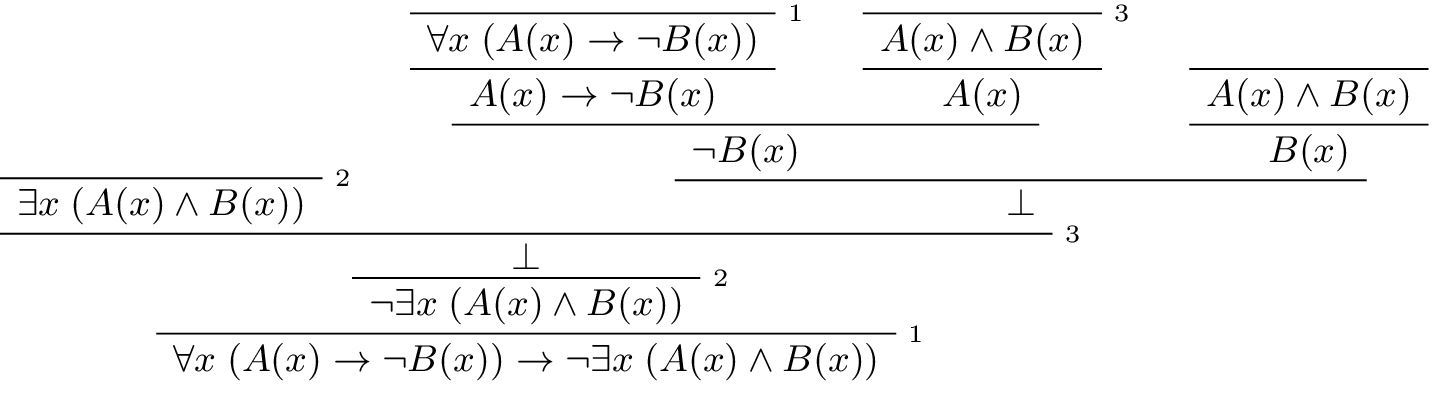 ∀x (A(x) → ¬B(x)) 1 A(x) ∧ B(x) 3
A(x) → ¬B(x) A(x) A(x) ∧ B(x)
¬B(x) B(x)
∃x (A(x) ∧ B(x)) 2 ⊥
⊥ 3
¬∃x (A(x) ∧ B(x)) 2
∀x (A(x) → ¬B(x)) → ¬∃x (A(x) ∧ B(x)) 1